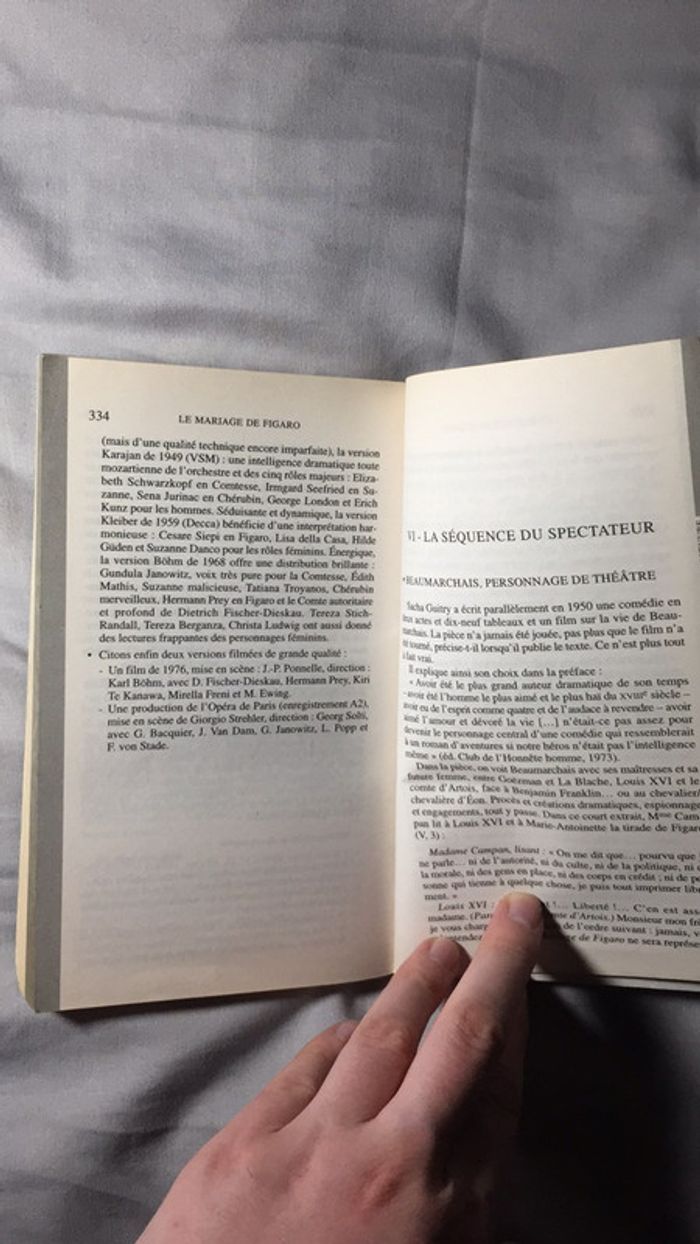 334
LE MARIAGE DE FIGARO
(mais d'une qualité technique encore imparfaite), la version
Karajan de 1949 (VSM) : une intelligence dramatique toute
mozartienne de l'orchestre et des cinq rôles majeurs : Eliza-
beth Schwarzkopf en Comtesse, Irmgard Seefried en Su-
zanne, Sena Jurinac en Chérubin, George London et Erich
Kunz pour les hommes. Séduisante et dynamique, la version
Kleiber de 1959 (Decca) bénéficie d'une interprétation har-
monieuse : Cesare Siepi en Figaro, Lisa della Casa, Hilde
Güden et Suzanne Danco pour les rôles féminins. Énergique,
la version Böhm de 1968 offre une distribution brillante :
Gundula Janowitz, voix très pure pour la Comtesse, Édith
Mathis, Suzanne malicieuse, Tatiana Troyanos, Chérubin
merveilleux, Hermann Prey en Figaro et le Comte autoritaire
et profond de Dietrich Fischer-Dieskau. Tereza Stich-
Randall, Tereza Berganza, Christa Ludwig ont aussi donné
des lectures frappantes des personnages féminins.
• Citons enfin deux versions filmées de grande qualité :
- Un film de 1976, mise en scène : J.-P. Ponnelle, direction :
Karl Böhm, avec D. Fischer-Dieskau, Hermann Prey, Kiri
Te Kanawa, Mirella Freni et M. Ewing.
- Une production de l'Opéra de Paris (enregistrement A2),
mise en scène de Giorgio Strehler, direction : Georg Solti,
avec G. Bacquier, J. Van Dam, G. Janowitz, L. Popp et
F. von Stade.
VI - LA SÉQUENCE DU SPECTATEUR
• BEAUMARCHAIS, PERSONNAGE DE THÉÂTRE
Sacha Guitry a écrit parallèlement en 1950 une comédie en
actes et dix-neuf tableaux et un film sur la vie de Beau-
marchais. La pièce n'a jamais été jouée, pas plus que le film n'a
été tourné, précise-t-il lorsqu'il publie le texte. Ce n'est plus tout
à fait vrai.
Il explique ainsi son choix dans la préface :
« Avoir été le plus grand auteur dramatique de son temps
– avoir été l'homme le plus aimé et le plus haï du XVIIIe siècle –
avoir eu de l'esprit comme quatre et de l'audace à revendre – avoir
aimé l'amour et dévoré la vie [...] n'était-ce pas assez pour
devenir le personnage central d'une comédie qui ressemblerait
à un roman d'aventures si notre héros n'était pas l'intelligence
même » (éd. Club de l'Honnête homme, 1973).
Dans la pièce, on voit Beaumarchais avec ses maîtresses et sa
future femme, entre Goëzman et La Blache, Louis XVI et le
comte d'Artois, face à Benjamin Franklin... ou au chevalier/
chevalière d'Éon. Procès et créations dramatiques, espionnage
et engagements, tout y passe. Dans ce court extrait, Mme Cam-
pan lit à Louis XVI et à Marie-Antoinette la tirade de Figaro
(V, 3) :
Madame Campan, lisant : « On me dit que... pourvu que
ne parle... ni de l'autorité, ni du culte, ni de la politique, ni
la morale, ni des gens en place, ni des corps en crédit ; ni de
sonne qui tienne à quelque chose, je puis tout imprimer
ment. »
Louis XVI : !... Liberté !... C'en est
madame. d'Artois.) Monsieur mon
je vous de l'ordre suivant : jamais,
de Figaro ne sera